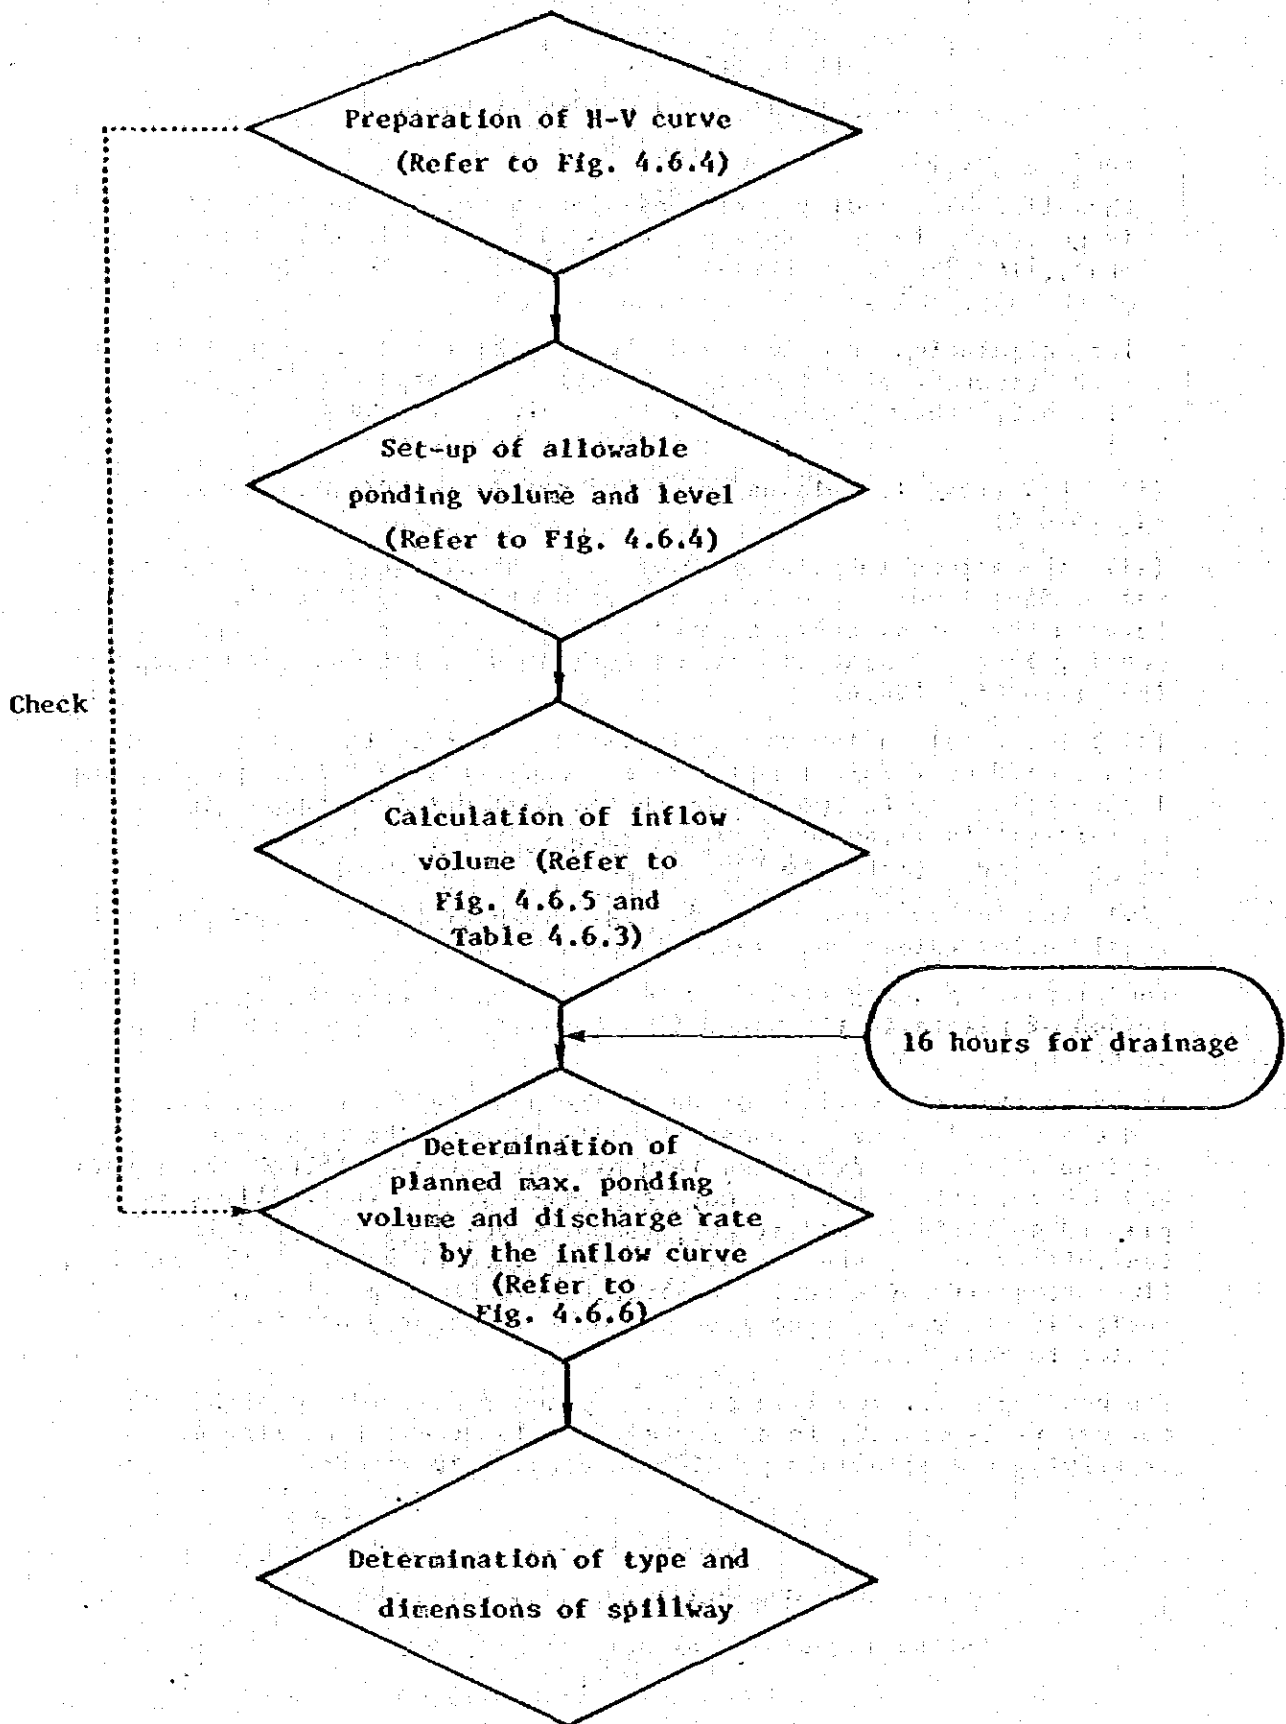 Preparation of H-V curve
(Refer to Fig. 4.6.4)
Set-up of allowable
ponding volume and level
(Refer to Fig. 4.6.4)
Check
Calculation of inflow
volume (Refer to
Fig. 4.6.5 and
Table 4.6.3)
16 hours for drainage
Determination of
planned max. ponding
volume and discharge rate
by the inflow curve
(Refer to
Fig. 4.6.6)
Determination of type and
dimensions of spillway